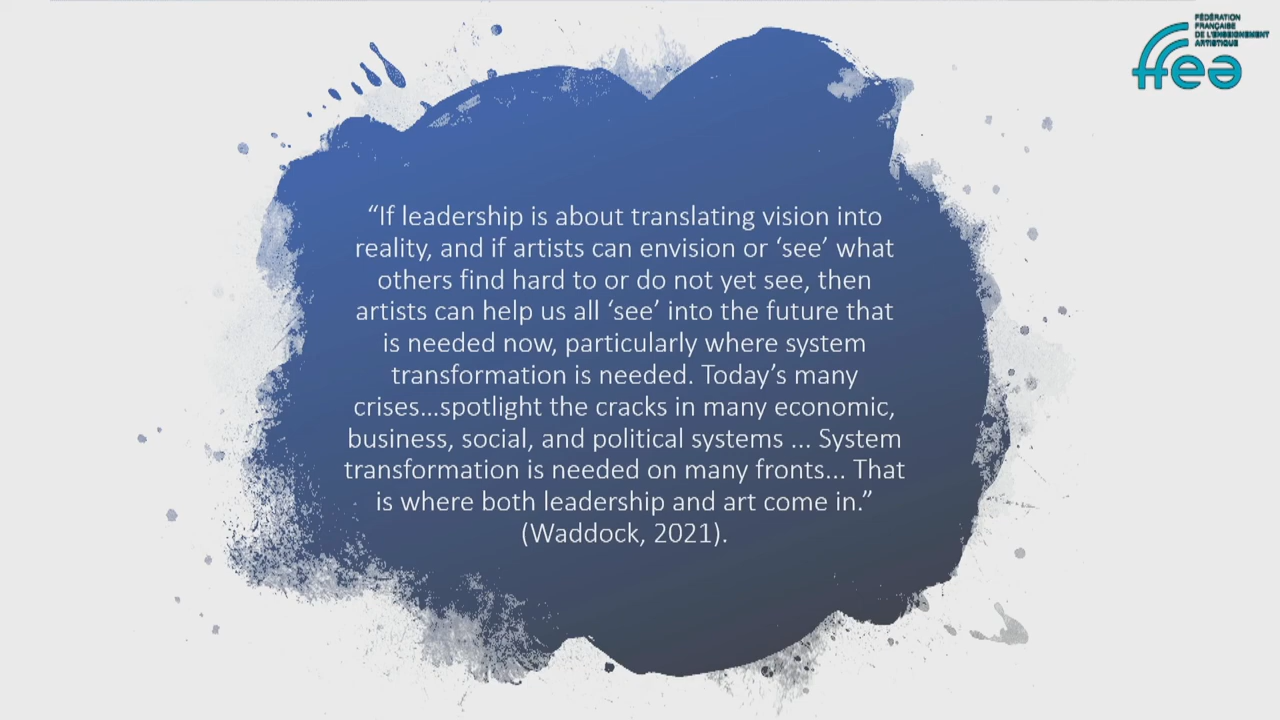 FÉDÉRATION
FRANÇAISE
DE L'ENSEIGNEMENT
ARTISTIQUE
ffea
“If leadership is about translating vision into
reality, and if artists can envision or ‘see’ what
others find hard to or do not yet see, then
artists can help us all ‘see’ into the future that
is needed now, particularly where system
transformation is needed. Today’s many
crises...spotlight the cracks in many economic,
business, social, and political systems ... System
transformation is needed on many fronts... That
is where both leadership and art come in.”
(Waddock, 2021).